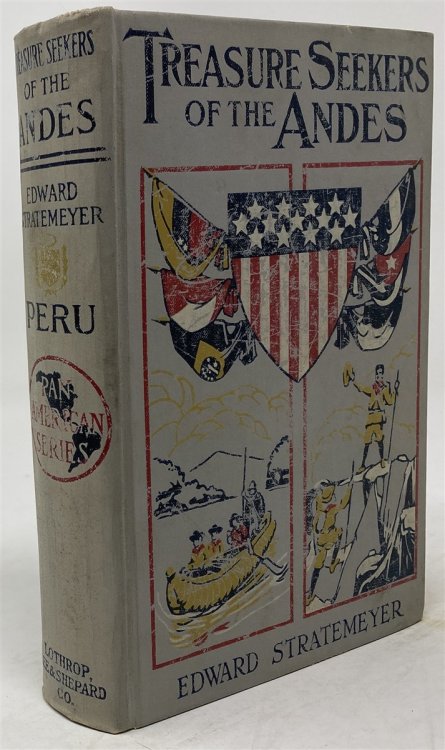 TREASURE SEEKERS
OF THE
ANDES
EDWARD
STRATEMEYER
PERU
PAN
AMERICAN
SERIES
LOTHROP,
LEE & SHEPARD
CO.
TREASURE SEEKERS
OF THE ANDES
EDWARD STRATEMEYER